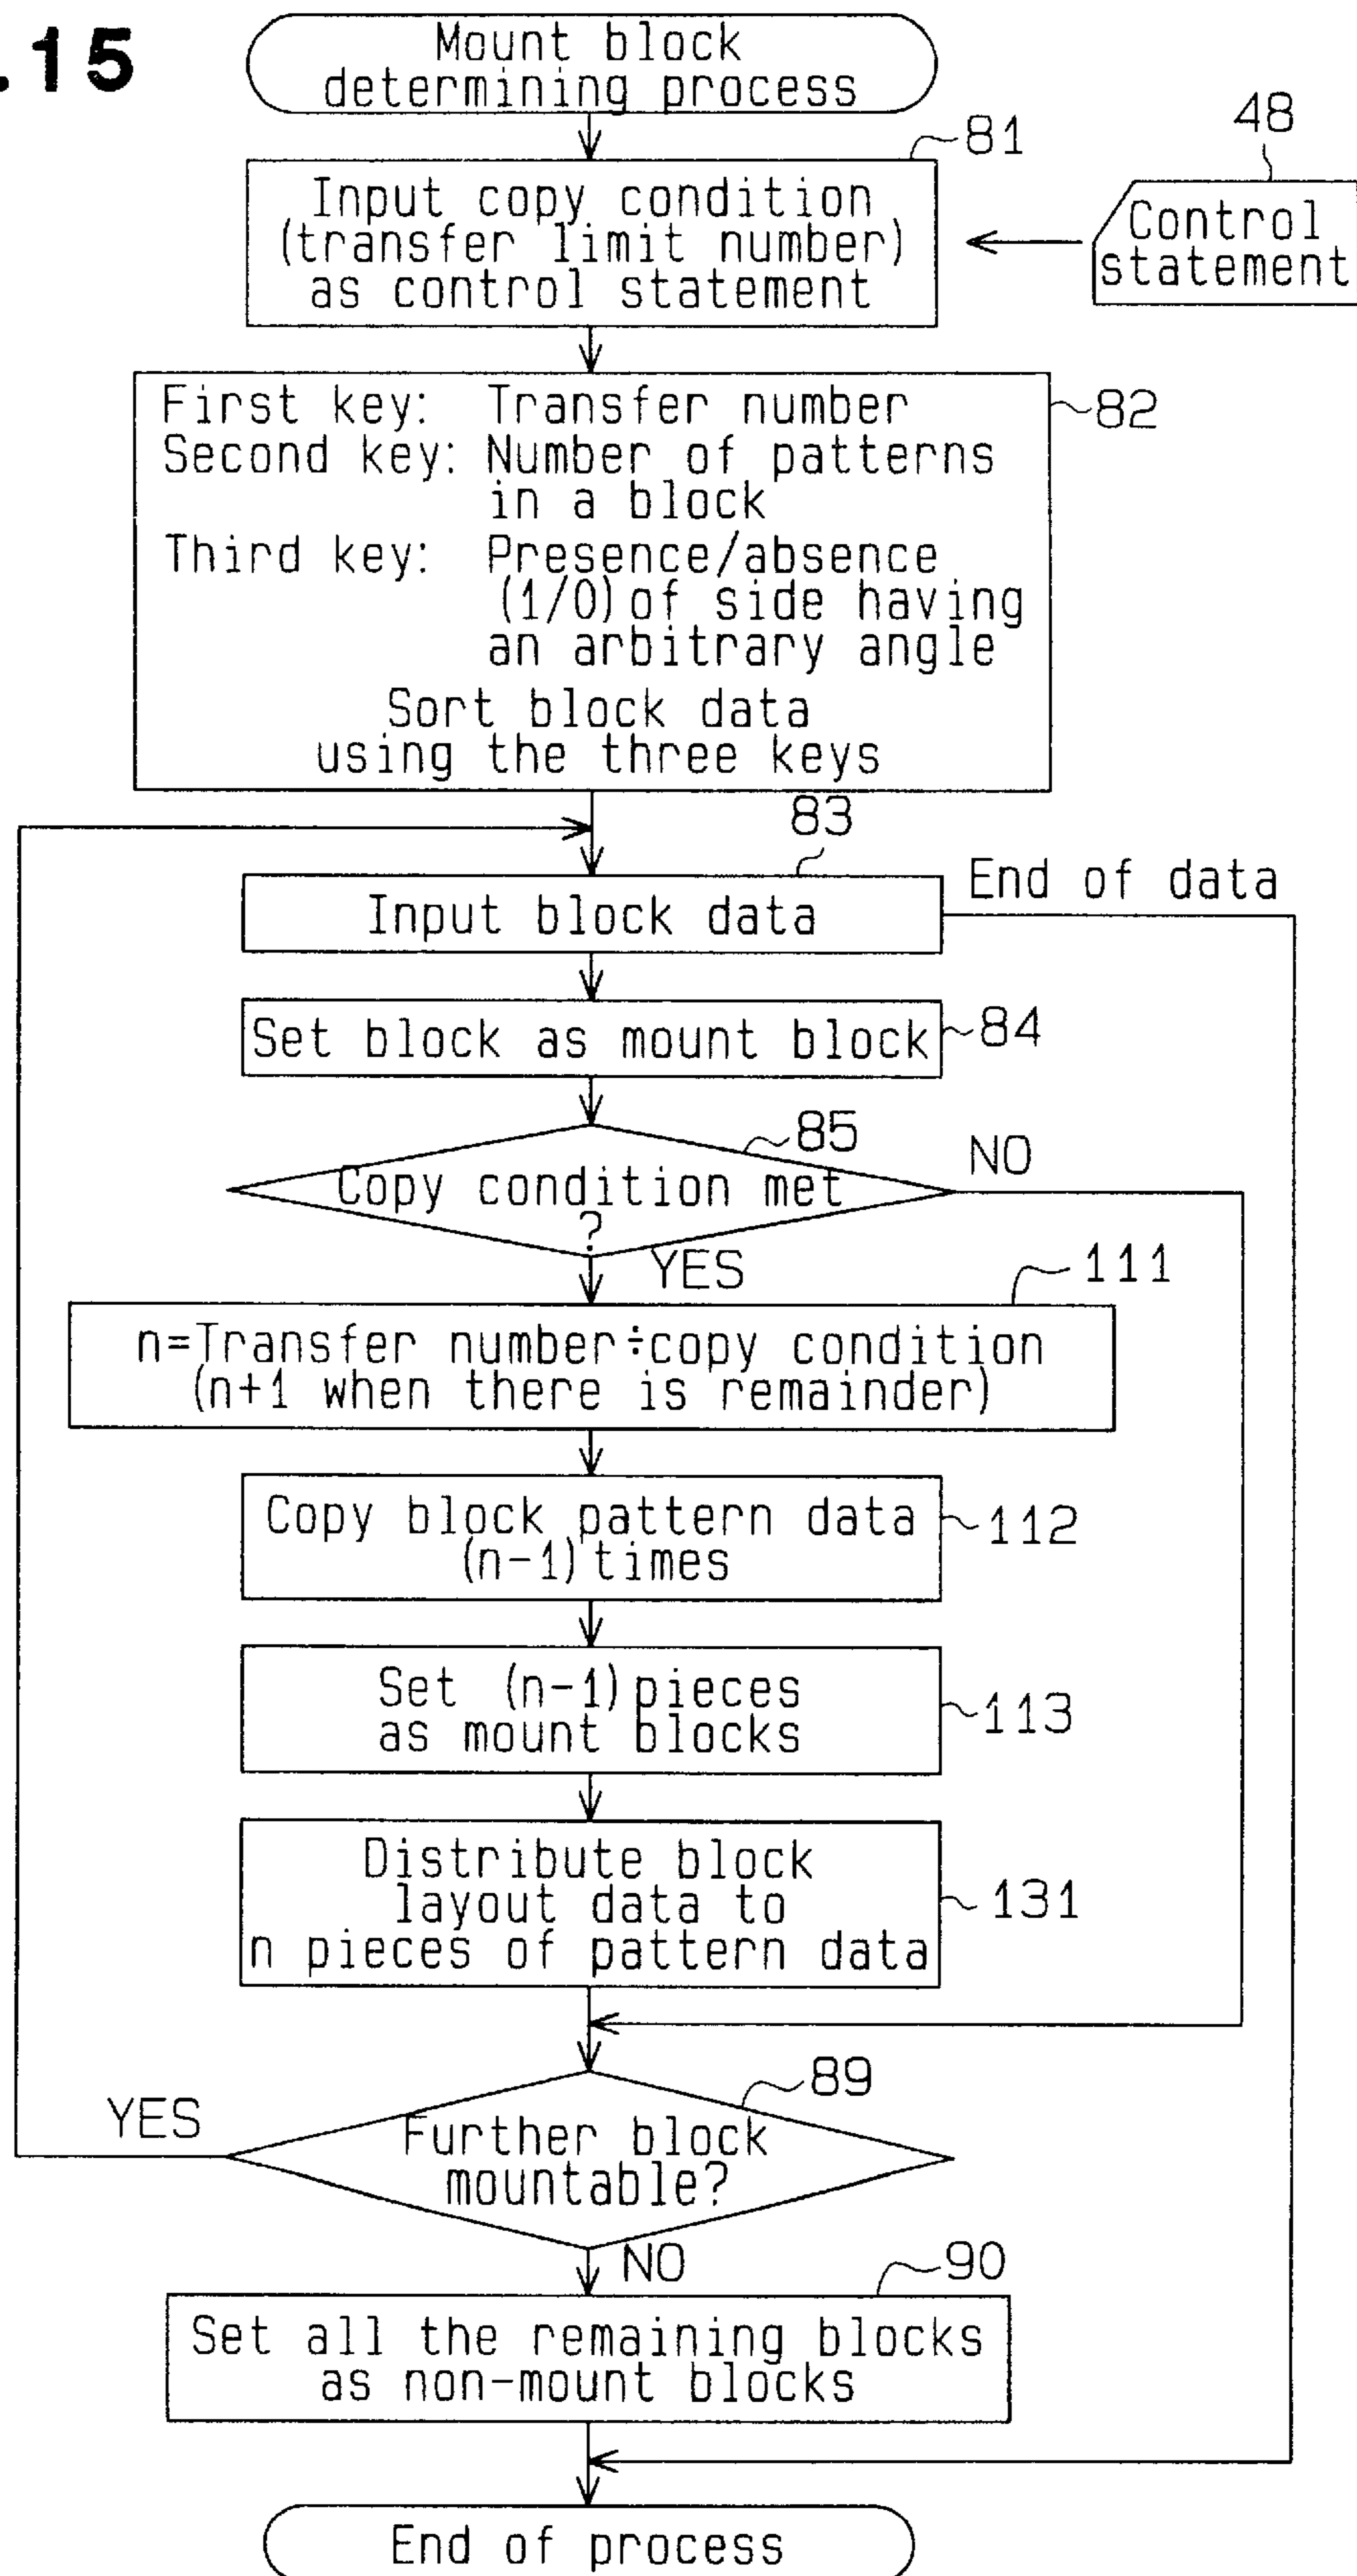 .15
Mount block
determining process
81
48
Input copy condition
(transfer limit number)
as control statement
Control
statement
82
First key: Transfer number
Second key: Number of patterns
in a block
Third key: Presence/absence
(1/0) of side having
an arbitrary angle
Sort block data
using the three keys
83
Input block data
End of data
Set block as mount block
84
85
NO
Copy condition met
?
YES
111
n=Transfer number÷copy condition
(n+1 when there is remainder)
Copy block pattern data
(n-1) times
112
Set (n-1) pieces
as mount blocks
113
Distribute block
layout data to
n pieces of pattern data
131
89
YES
Further block
mountable?
NO
90
Set all the remaining blocks
as non-mount blocks
End of process